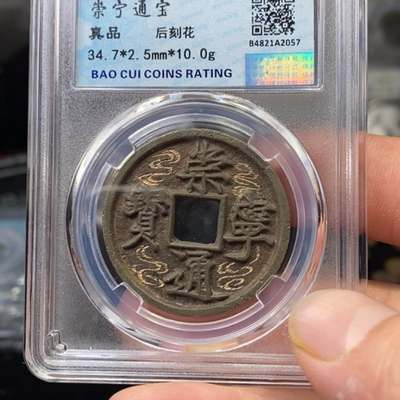 崇宁通宝
真品 后刻花
34.7*2.5mm*10.0g
B4821A2057
BAO CUI COINS RATING
崇寧通寳